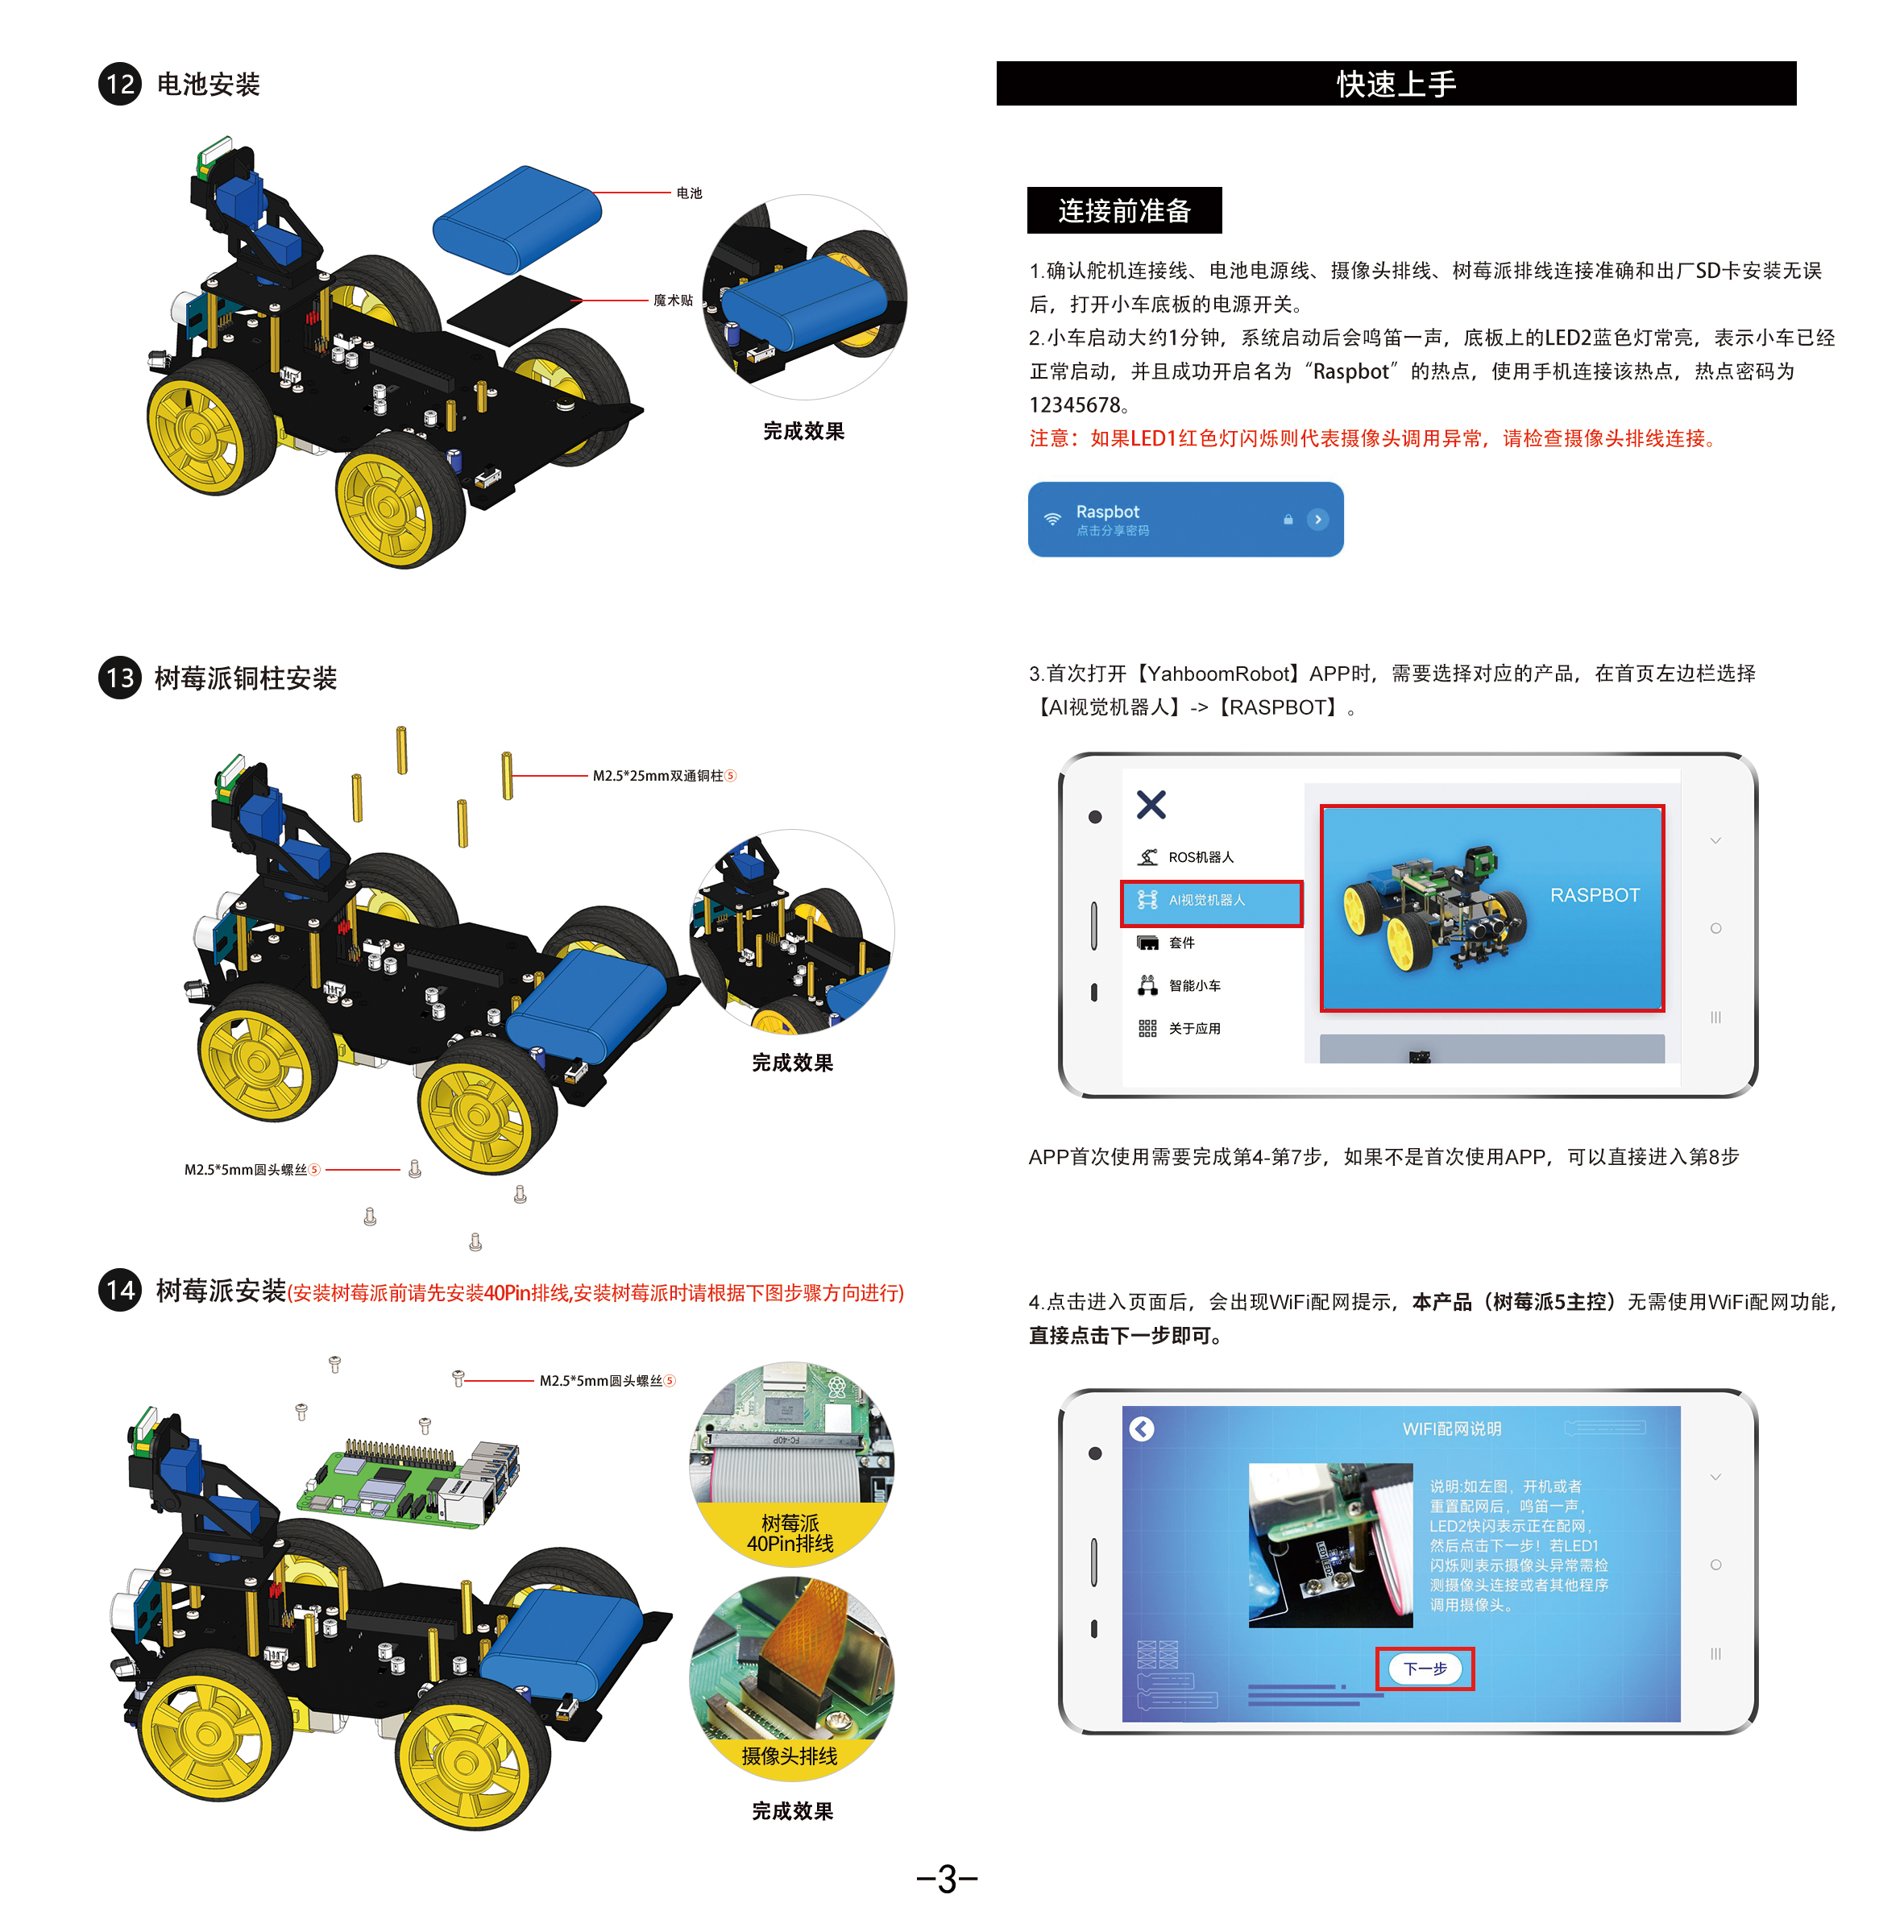 12 电池安装
电池
魔术贴
完成效果
13 树莓派铜柱安装
M2.5*25mm双通铜柱⑤
完成效果
M2.5*5mm圆头螺丝⑤
14 树莓派安装(安装树莓派前请先安装40Pin排线,安装树莓派时请根据下图步骤方向进行)
M2.5*5mm圆头螺丝⑤
FC-40P
树莓派
40Pin排线
摄像头排线
完成效果
快速上手
连接前准备
1.确认舵机连接线、电池电源线、摄像头排线、树莓派排线连接准确和出厂SD卡安装无误
后，打开小车底板的电源开关。
2.小车启动大约1分钟，系统启动后会鸣笛一声，底板上的LED2蓝色灯常亮，表示小车已经
正常启动，并且成功开启名为“Raspbot”的热点，使用手机连接该热点，热点密码为
12345678。
注意：如果LED1红色灯闪烁则代表摄像头调用异常，请检查摄像头排线连接。
Raspbot
点击分享密码
3.首次打开【YahboomRobot】APP时，需要选择对应的产品，在首页左边栏选择
【AI视觉机器人】->【RASPBOT】。
ROS机器人
AI视觉机器人
套件
智能小车
关于应用
RASPBOT
APP首次使用需要完成第4-第7步，如果不是首次使用APP，可以直接进入第8步
4.点击进入页面后，会出现WiFi配网提示，本产品（树莓派5主控）无需使用WiFi配网功能，
直接点击下一步即可。
WIFI配网说明
说明:如左图，开机或者
重置配网后，鸣笛一声，
LED2快闪表示正在配网，
然后点击下一步！若LED1
闪烁则表示摄像头异常需检
测摄像头连接或者其他程序
调用摄像头。
LED1
LED2
下一步
-3-